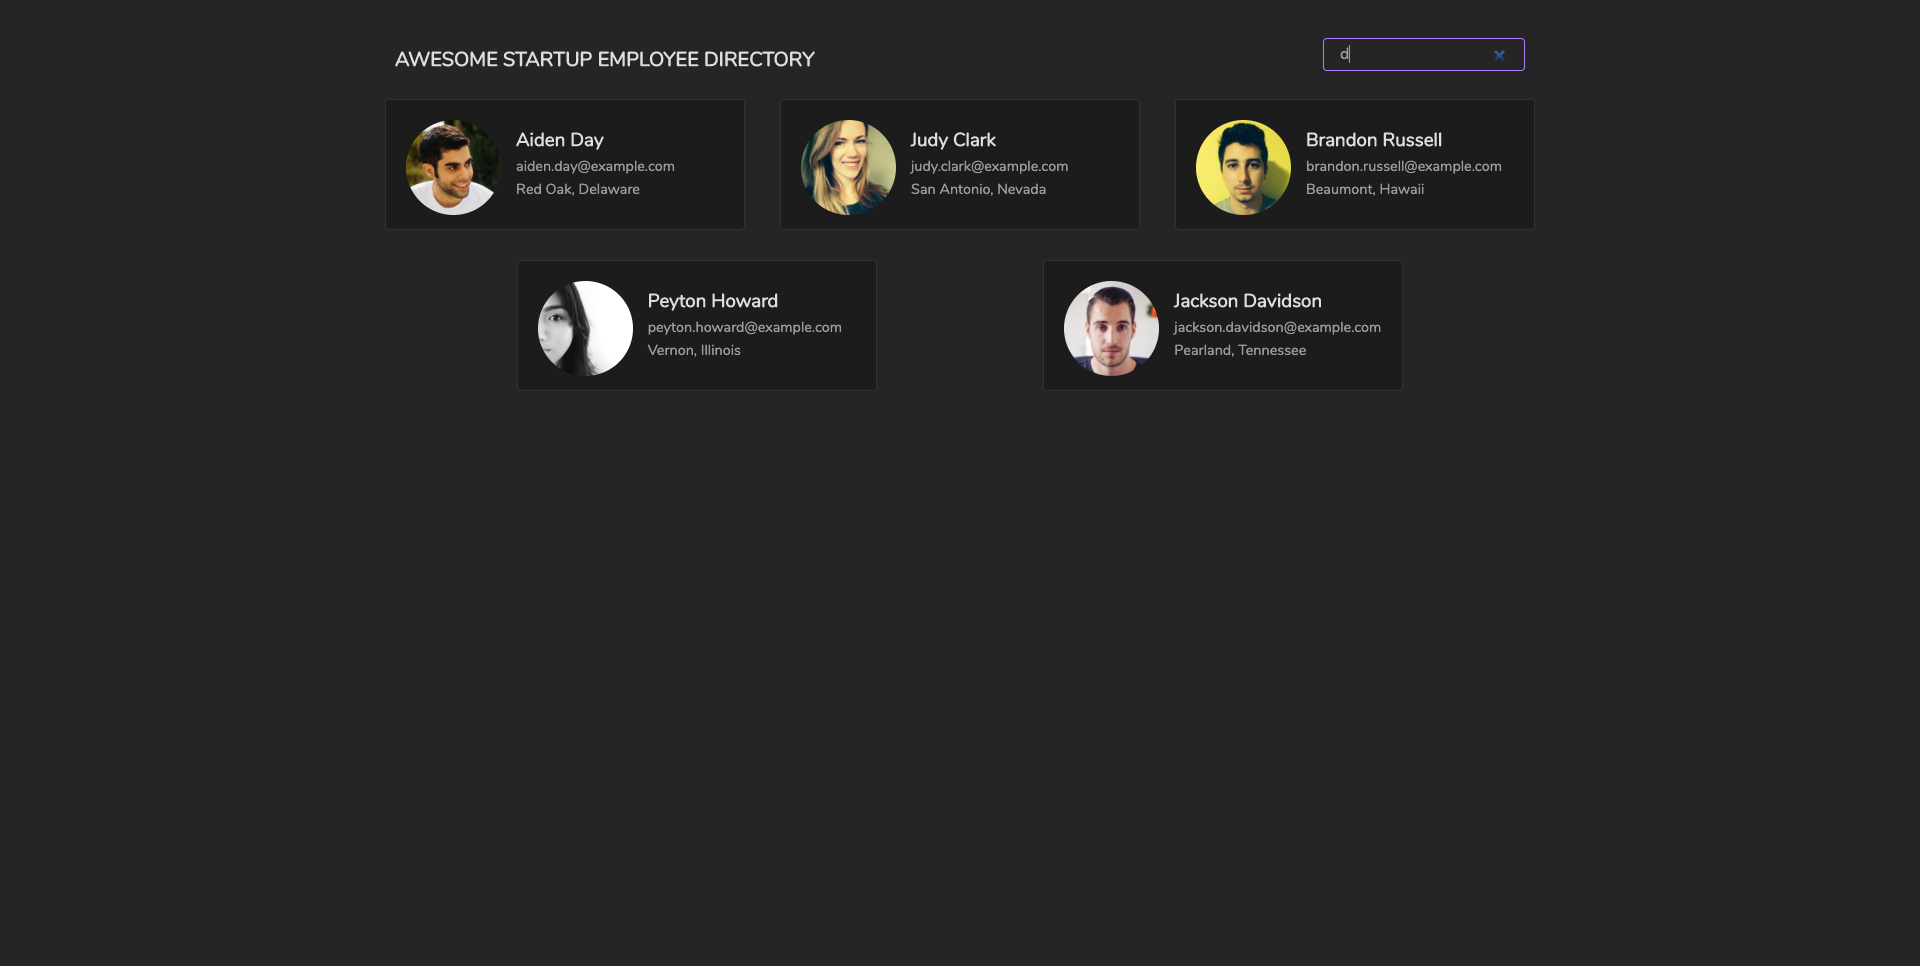 AWESOME STARTUP EMPLOYEE DIRECTORY
d
Aiden Day
aiden.day@example.com
Red Oak, Delaware
Judy Clark
judy.clark@example.com
San Antonio, Nevada
Brandon Russell
brandon.russell@example.com
Beaumont, Hawaii
Peyton Howard
peyton.howard@example.com
Vernon, Illinois
Jackson Davidson
jackson.davidson@example.com
Pearland, Tennessee